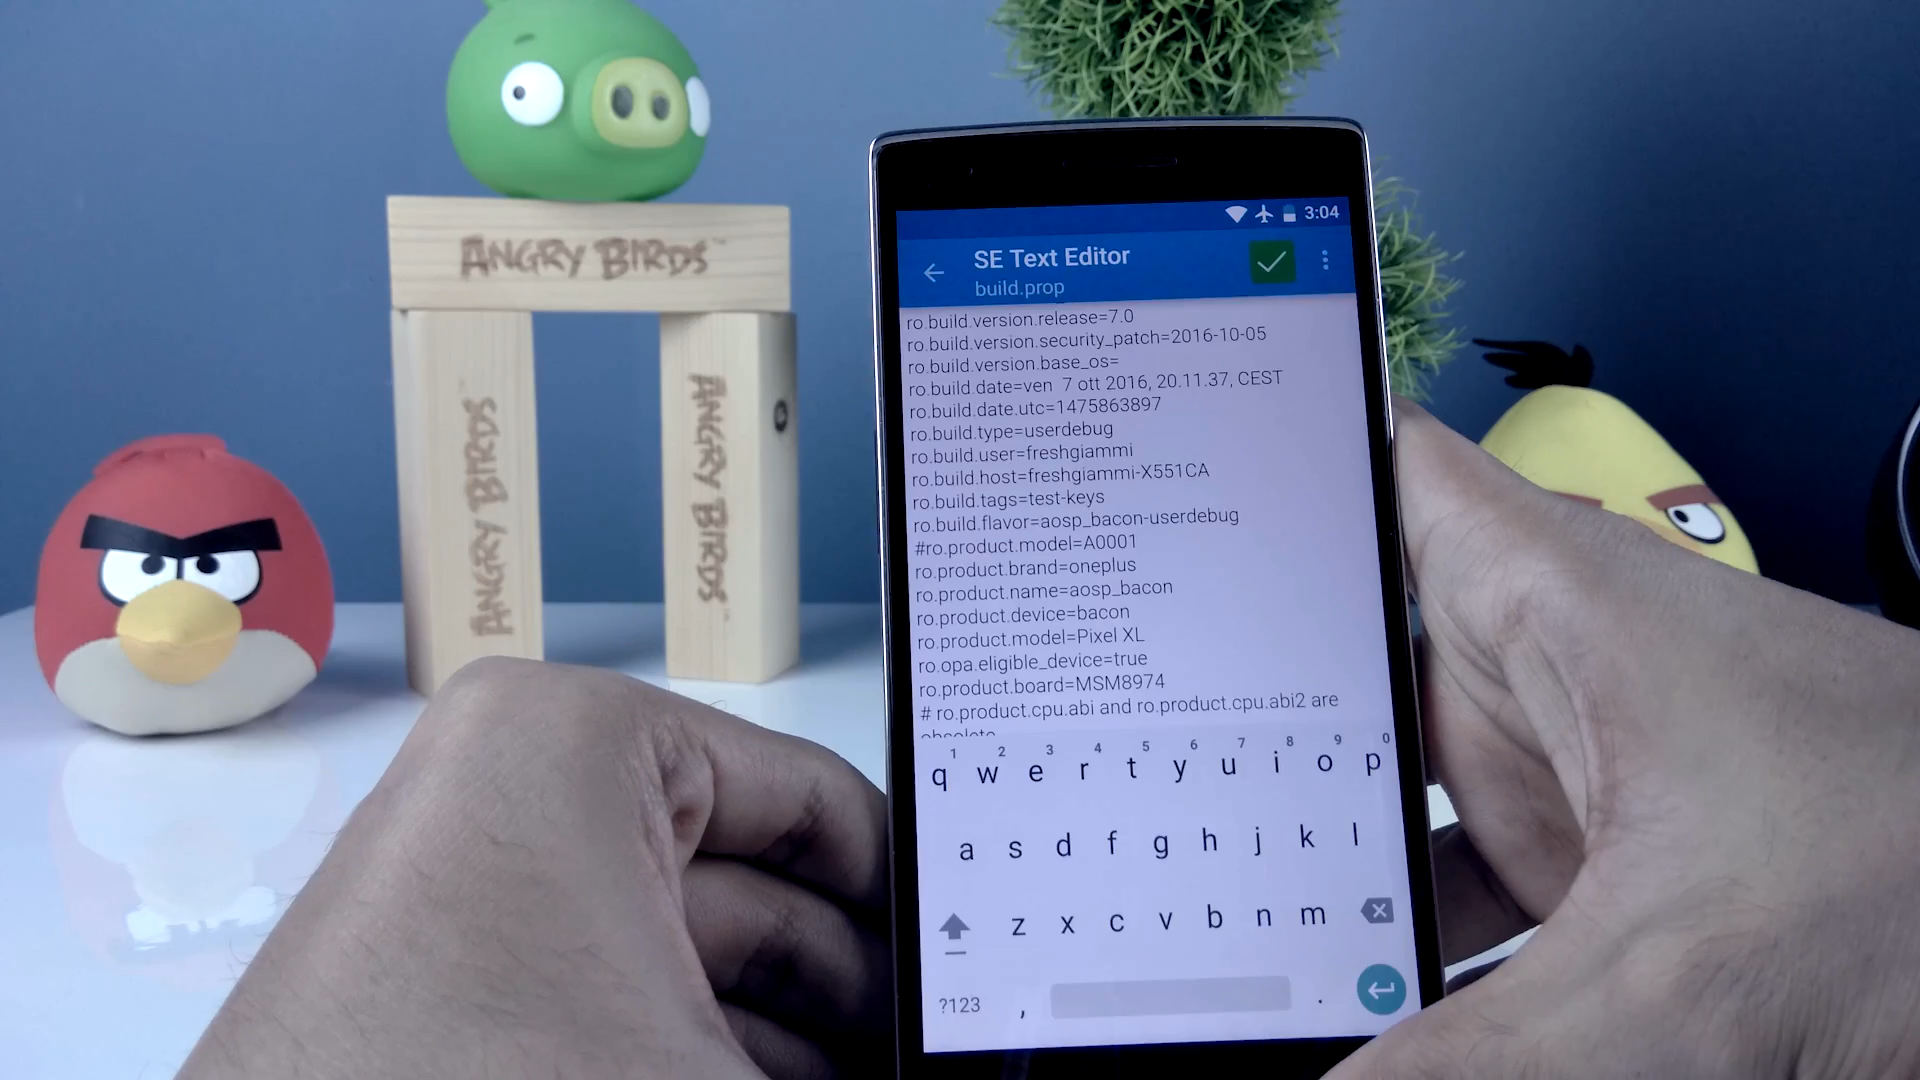 ANGRY BIRDS
ANGRY BIRDS
ANGRY BIRDS
3:04
SE Text Editor
build.prop
ro.build.version.release=7.0
ro.build.version.security_patch=2016-10-05
ro.build.version.base_os=
ro.build.date=ven  7 ott 2016, 20.11.37, CEST
ro.build.date.utc=1475863897
ro.build.type=userdebug
ro.build.user=freshgiammi
ro.build.host=freshgiammi-X551CA
ro.build.tags=test-keys
ro.build.flavor=aosp_bacon-userdebug
#ro.product.model=A0001
ro.product.brand=oneplus
ro.product.name=aosp_bacon
ro.product.device=bacon
ro.product.model=Pixel XL
ro.opa.eligible_device=true
ro.product.board=MSM8974
# ro.product.cpu.abi and ro.product.cpu.abi2 are
obsolete
1 2 3 4 5 6 7 8 9 0
q w e r t y u i o p
a s d f g h j k l
z x c v b n m
?123 , .